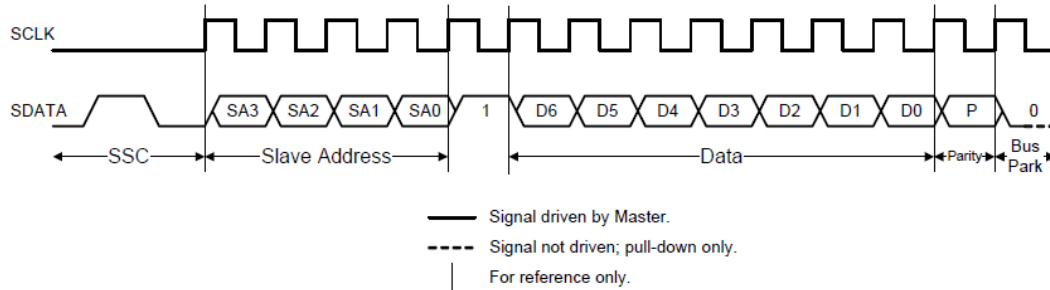 SCLK
SDATA SA3 SA2 SA1 SA0 1 D6 D5 D4 D3 D2 D1 D0 P 0
SSC Slave Address Data Parity Bus Park
Signal driven by Master.
Signal not driven; pull-down only.
For reference only.